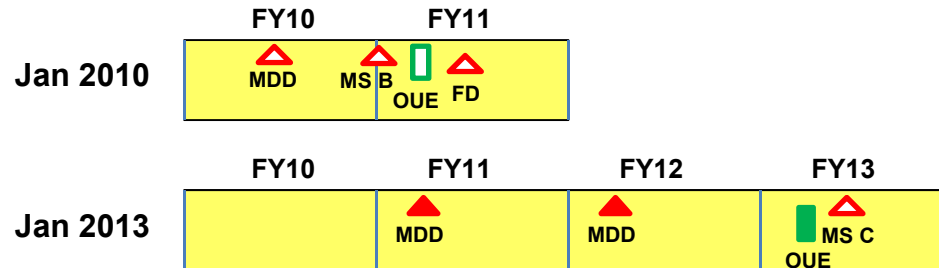 FY10 FY11
Jan 2010
MDD MS B OUE FD
FY10 FY11 FY12 FY13
Jan 2013
MDD MDD MS C
OUE